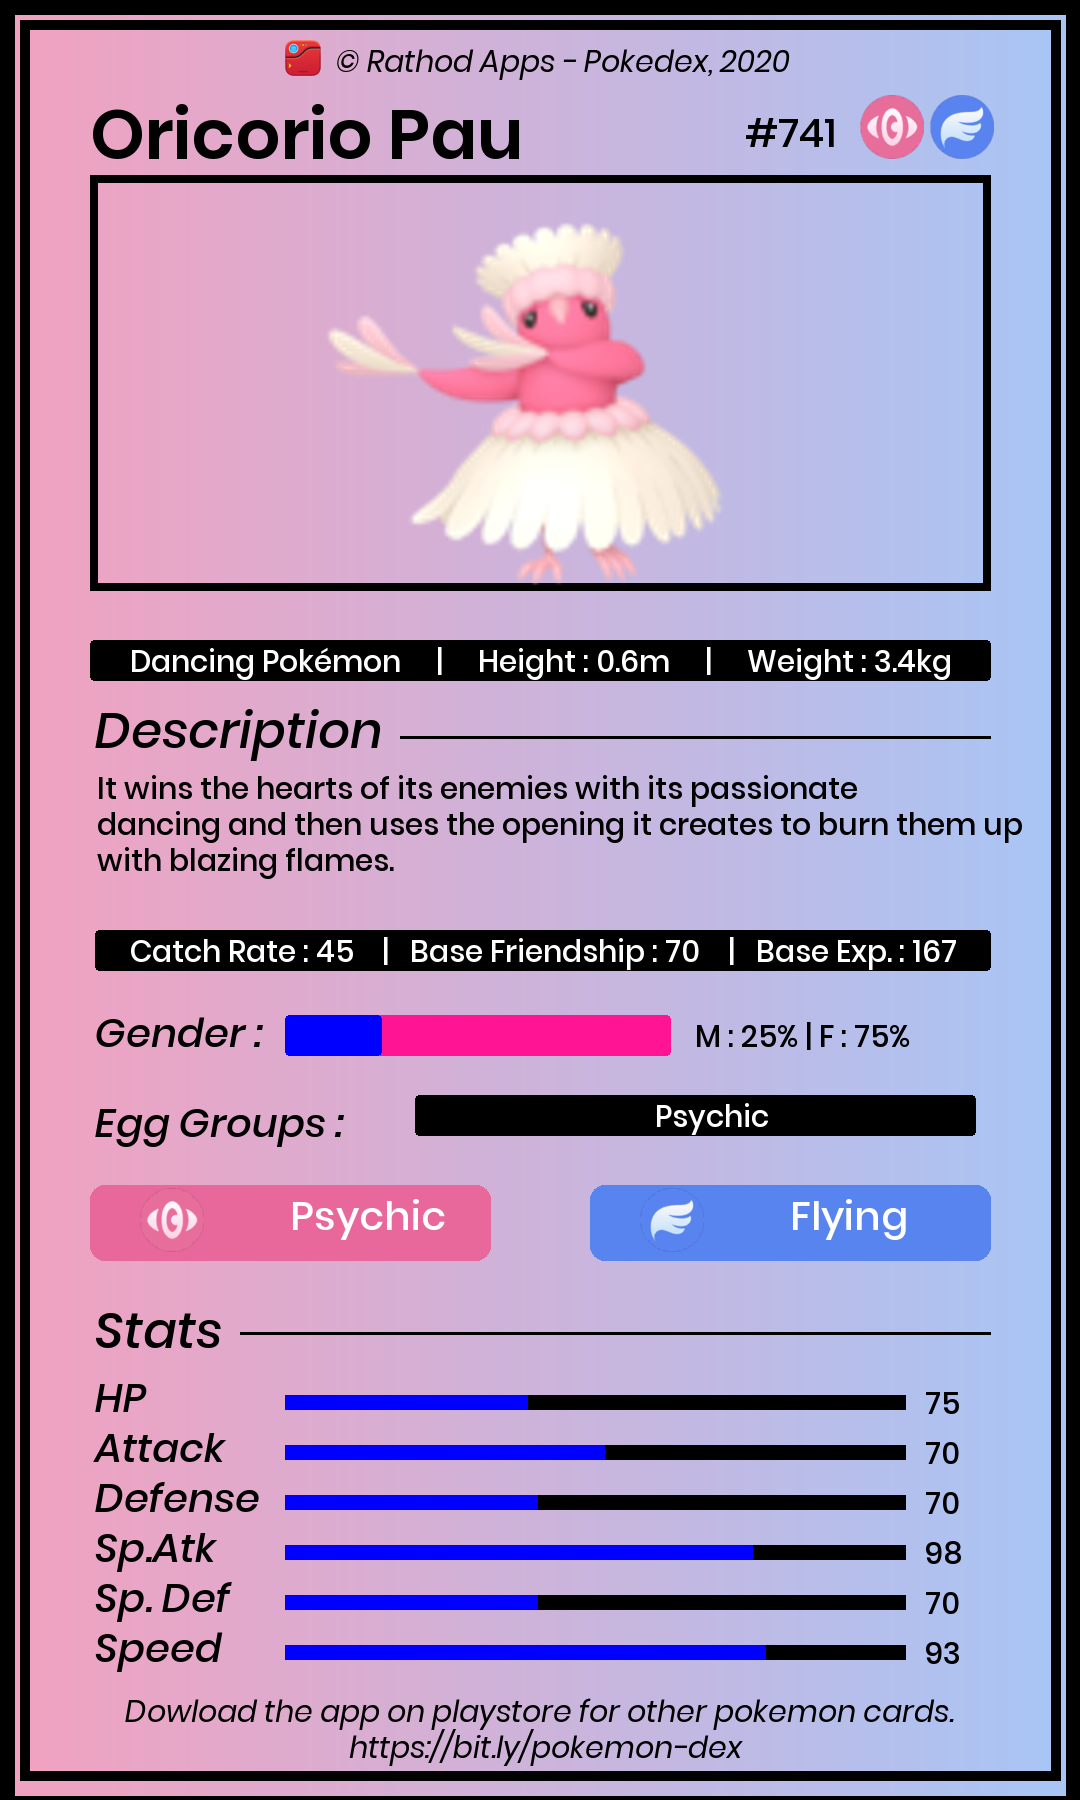 © Rathod Apps - Pokedex, 2020
Oricorio Pau #741
Dancing Pokémon | Height : 0.6m | Weight : 3.4kg
Description
It wins the hearts of its enemies with its passionate
dancing and then uses the opening it creates to burn them up
with blazing flames.
Catch Rate : 45 | Base Friendship : 70 | Base Exp. : 167
Gender : M : 25% | F : 75%
Egg Groups : Psychic
Psychic Flying
Stats
HP 75
Attack 70
Defense 70
Sp.Atk 98
Sp. Def 70
Speed 93
Dowload the app on playstore for other pokemon cards.
https://bit.ly/pokemon-dex